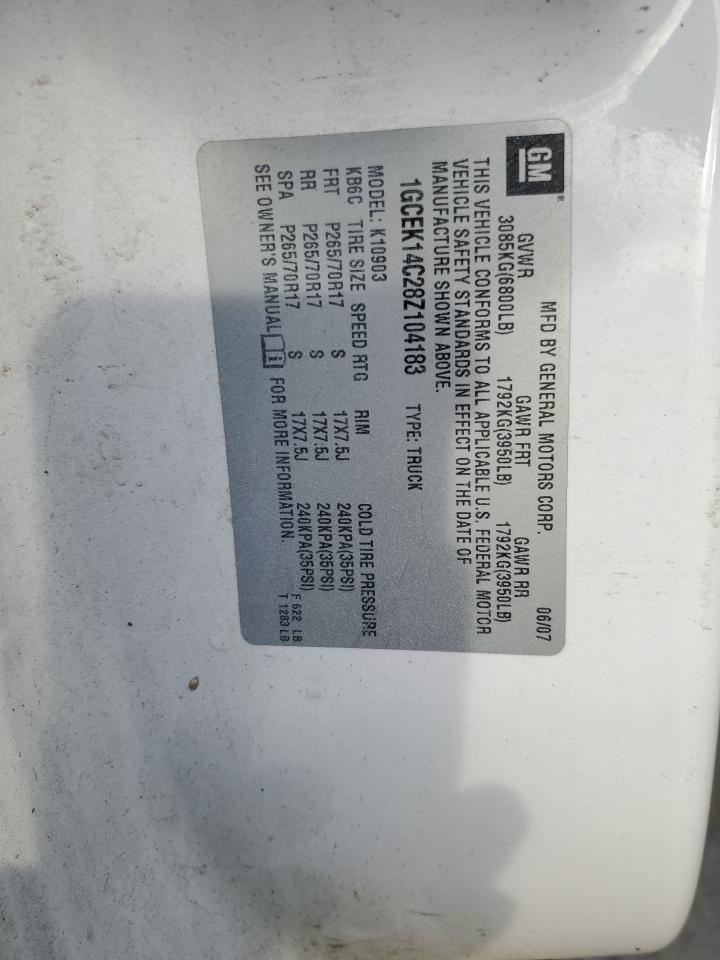 GM®
MFD BY GENERAL MOTORS CORP. 06/07
GVWR GAWR FRT GAWR RR
3085KG(6800LB) 1792KG(3950LB) 1792KG(3950LB)
THIS VEHICLE CONFORMS TO ALL APPLICABLE U.S. FEDERAL MOTOR
VEHICLE SAFETY STANDARDS IN EFFECT ON THE DATE OF
MANUFACTURE SHOWN ABOVE.
1GCEK14C28Z104183 TYPE: TRUCK
MODEL: K10903
KB6C TIRE SIZE SPEED RTG RIM COLD TIRE PRESSURE
FRT P265/70R17 S 17X7.5J 240KPA(35PSI)
RR P265/70R17 S 17X7.5J 240KPA(35PSI)
SPA P265/70R17 S 17X7.5J 240KPA(35PSI)
SEE OWNER'S MANUAL i FOR MORE INFORMATION.
F 622 LB
T 1283 LB